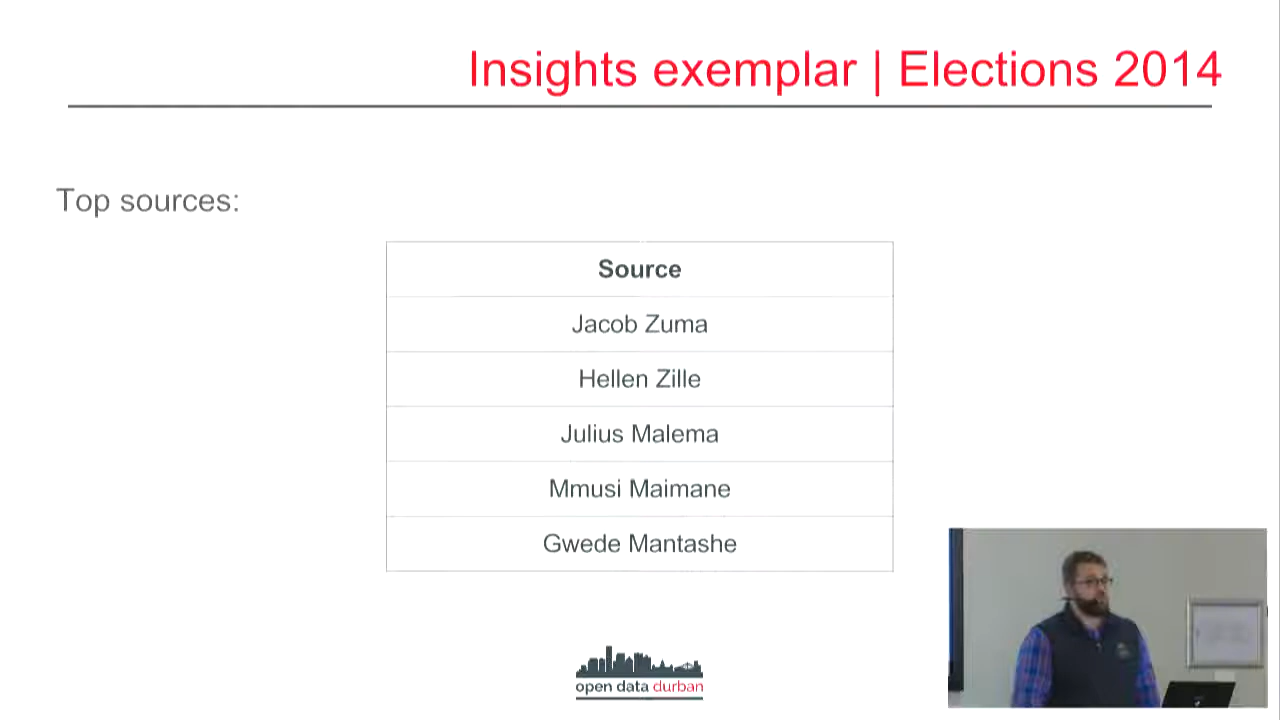 Insights exemplar | Elections 2014
Top sources:
Source
Jacob Zuma
Hellen Zille
Julius Malema
Mmusi Maimane
Gwede Mantashe
open data durban